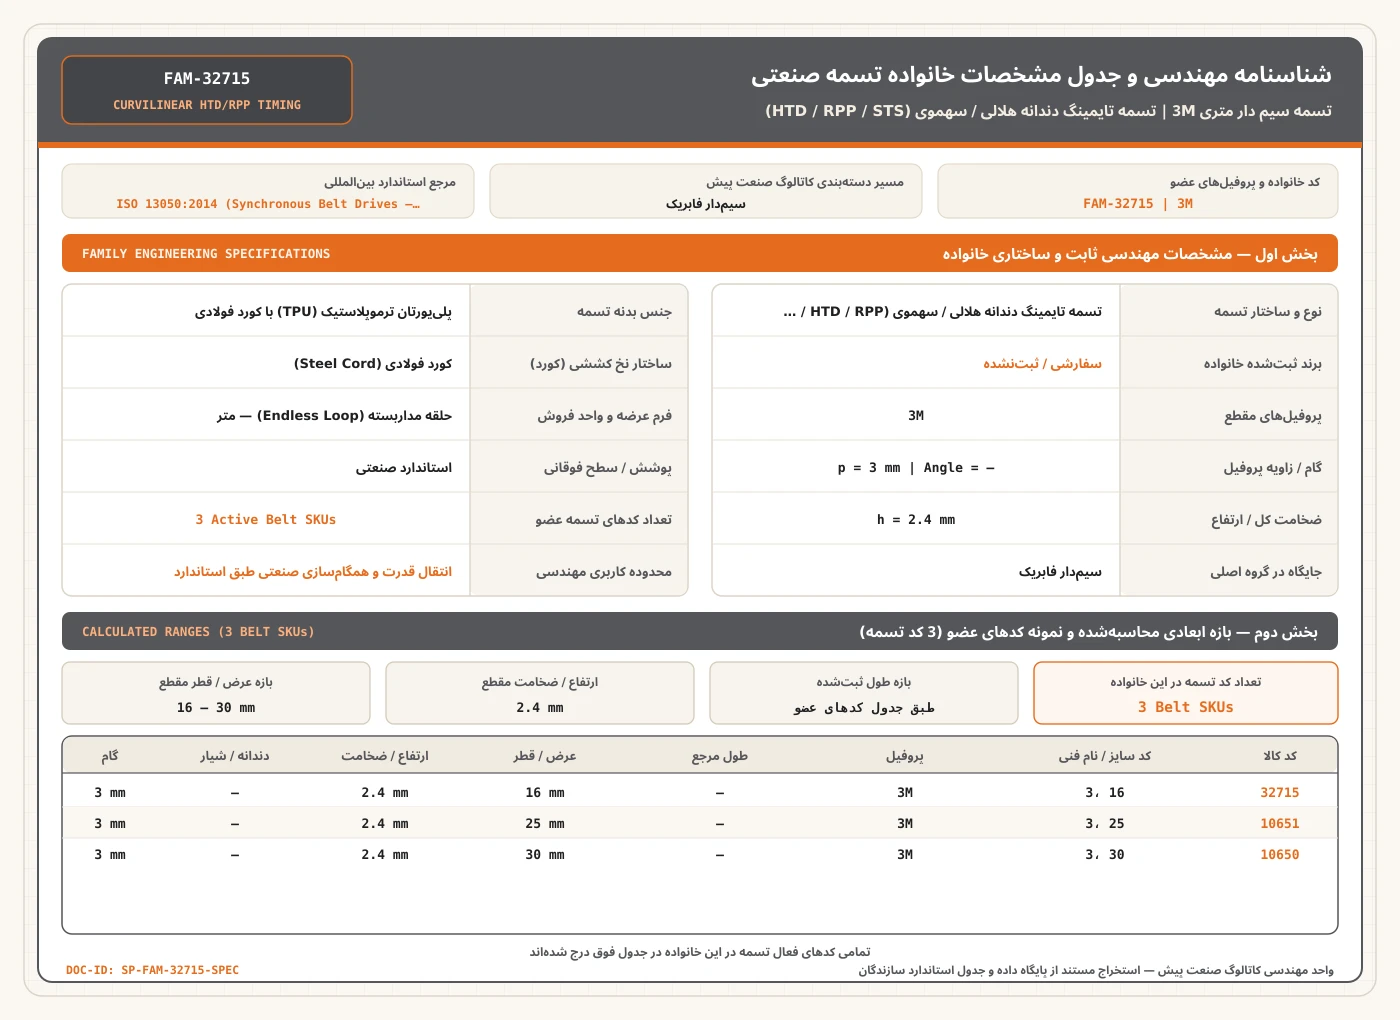 شناسنامه مهندسی و جدول مشخصات خانواده تسمه صنعتی
تسمه سیم دار متری 3M | تسمه تایمینگ دندانه هلالی / سهموی (HTD / RPP / STS)
FAM-32715
CURVILINEAR HTD/RPP TIMING
کد خانواده و پروفیل‌های عضو
FAM-32715 | 3M
مسیر دسته‌بندی کاتالوگ صنعت پیش
سیم‌دار فابریک
مرجع استاندارد بین‌المللی
ISO 13050:2014 (Synchronous Belt Drives —…
بخش اول — مشخصات مهندسی ثابت و ساختاری خانواده
FAMILY ENGINEERING SPECIFICATIONS
نوع و ساختار تسمه
تسمه تایمینگ دندانه هلالی / سهموی (HTD / RPP / ...
برند ثبت‌شده خانواده
سفارشی / ثبت‌نشده
پروفیل‌های مقطع
3M
گام / زاویه پروفیل
p = 3 mm | Angle = —
ضخامت کل / ارتفاع
h = 2.4 mm
جایگاه در گروه اصلی
سیم‌دار فابریک
جنس بدنه تسمه
پلی‌یورتان ترموپلاستیک (TPU) با کورد فولادی
ساختار نخ کششی (کورد)
کورد فولادی (Steel Cord)
فرم عرضه و واحد فروش
حلقه مداربسته (Endless Loop) — متر
پوشش / سطح فوقانی
استاندارد صنعتی
تعداد کدهای تسمه عضو
3 Active Belt SKUs
محدوده کاربری مهندسی
انتقال قدرت و همگام‌سازی صنعتی طبق استاندارد
بخش دوم — بازه ابعادی محاسبه‌شده و نمونه کدهای عضو (3 کد تسمه)
CALCULATED RANGES (3 BELT SKUs)
تعداد کد تسمه در این خانواده
3 Belt SKUs
بازه طول ثبت‌شده
طبق جدول کدهای عضو
ارتفاع / ضخامت مقطع
2.4 mm
بازه عرض / قطر مقطع
16 – 30 mm
کد کالا کد سایز / نام فنی پروفیل طول مرجع عرض / قطر ارتفاع / ضخامت دندانه / شیار گام
32715 3، 16 3M — 16 mm 2.4 mm — 3 mm
10651 3، 25 3M — 25 mm 2.4 mm — 3 mm
10650 3، 30 3M — 30 mm 2.4 mm — 3 mm
تمامی کدهای فعال تسمه در این خانواده در جدول فوق درج شده‌اند
واحد مهندسی کاتالوگ صنعت پیش — استخراج مستند از پایگاه داده و جدول استاندارد سازندگان
DOC-ID: SP-FAM-32715-SPEC